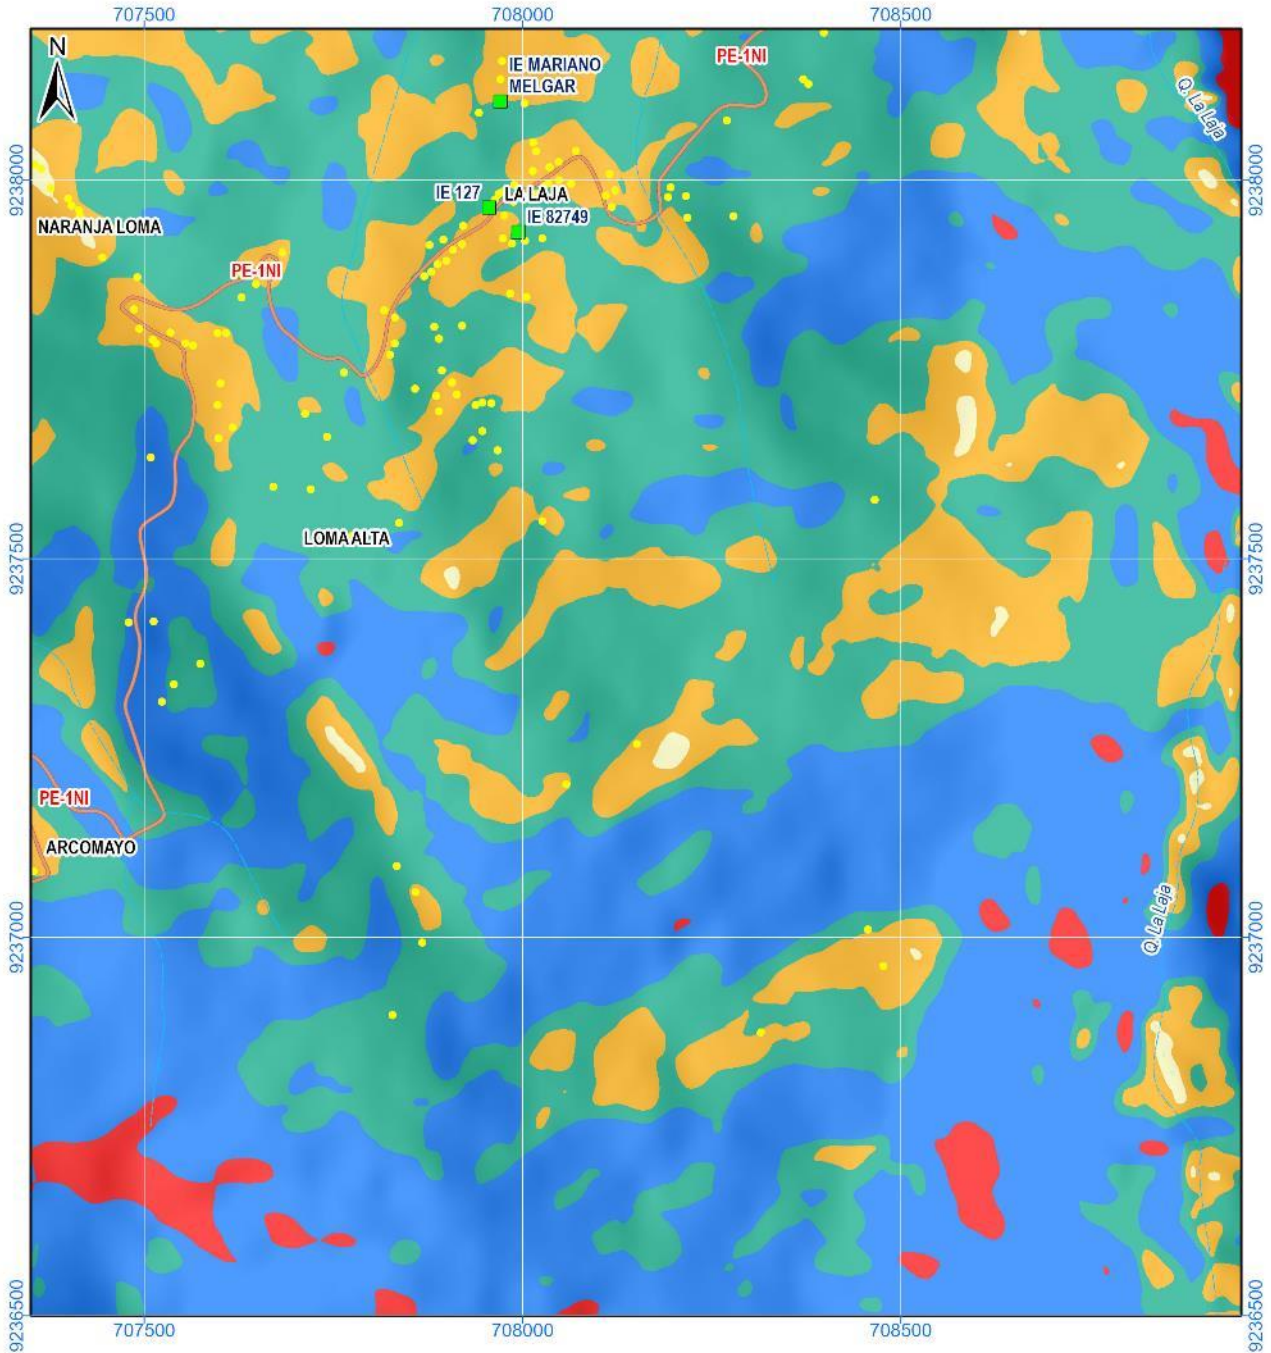 707500
708000
708500
N
PE-1NI
IE MARIANO
MELGAR
Q. La Laja
9238000
9238000
IE 127
LA LAJA
IE 82749
NARANJA LOMA
PE-1NI
LOMA ALTA
9237500
9237500
PE-1NI
ARCOMAYO
Q. La Laja
9237000
9237000
9236500
9236500
707500
708000
708500